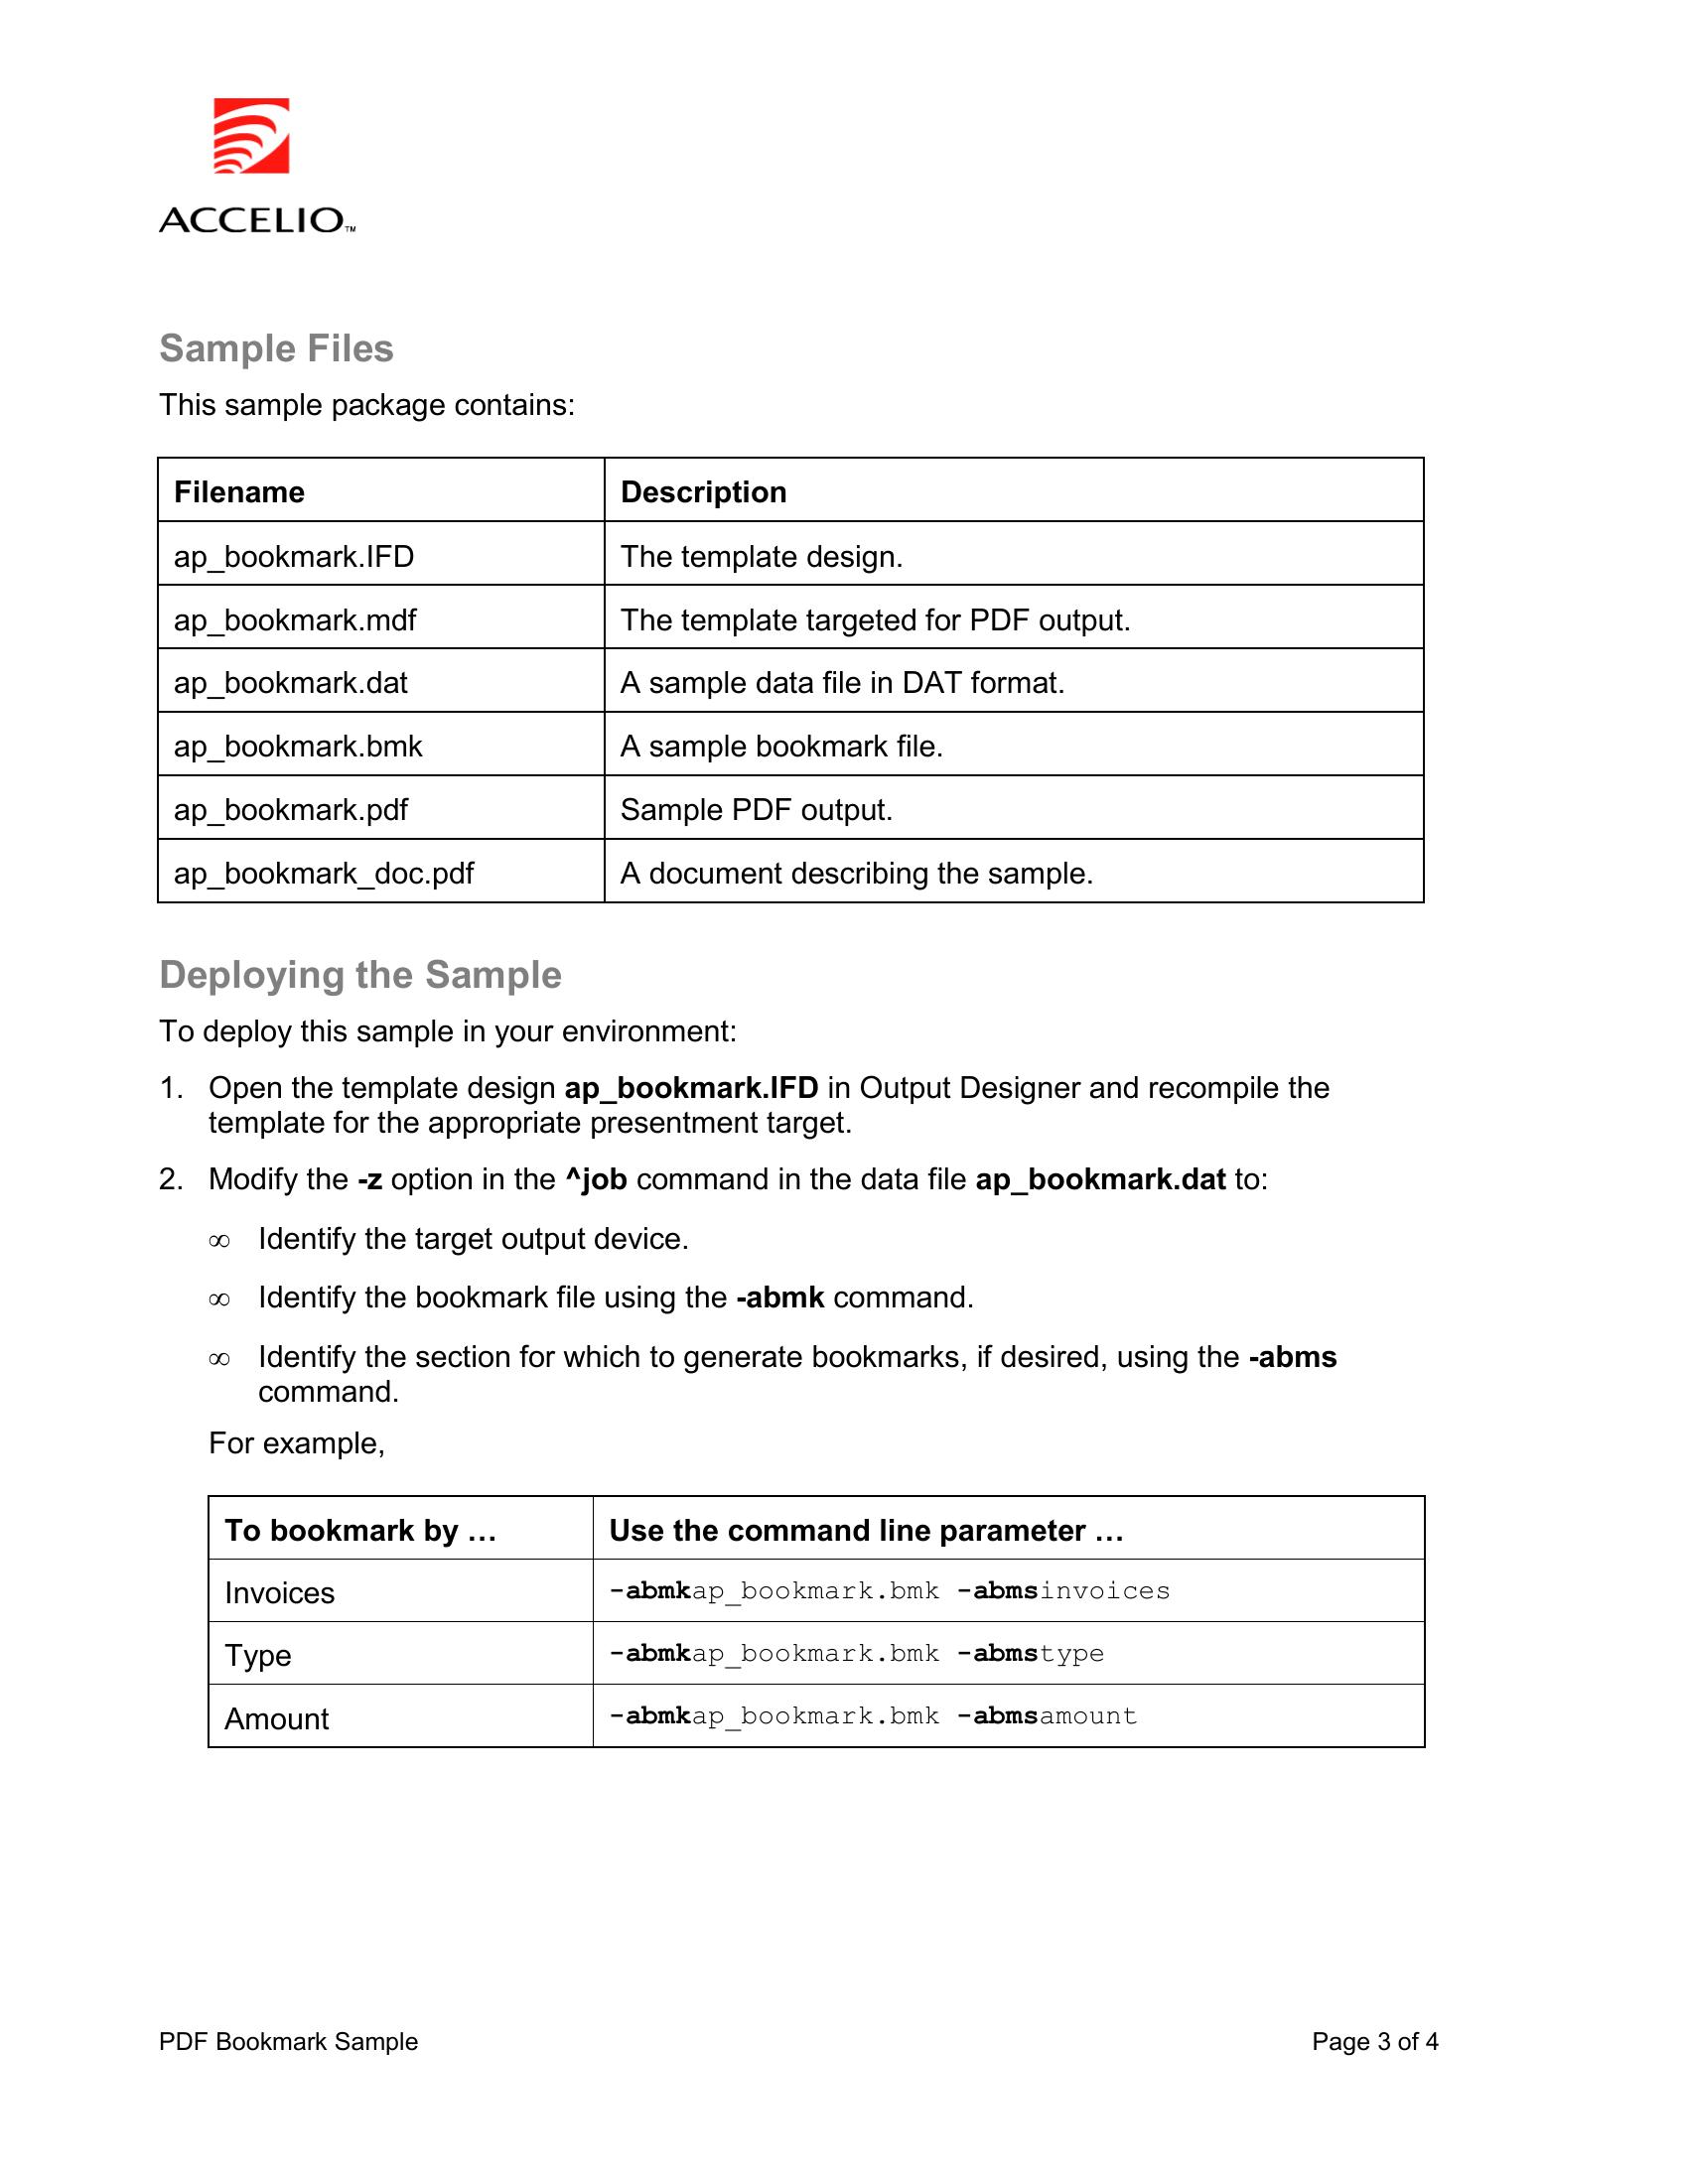 ACCELIO™
Sample Files
This sample package contains:
Filename Description
ap_bookmark.IFD The template design.
ap_bookmark.mdf The template targeted for PDF output.
ap_bookmark.dat A sample data file in DAT format.
ap_bookmark.bmk A sample bookmark file.
ap_bookmark.pdf Sample PDF output.
ap_bookmark_doc.pdf A document describing the sample.
Deploying the Sample
To deploy this sample in your environment:
1. Open the template design ap_bookmark.IFD in Output Designer and recompile the
template for the appropriate presentment target.
2. Modify the -z option in the ^job command in the data file ap_bookmark.dat to:
∞ Identify the target output device.
∞ Identify the bookmark file using the -abmk command.
∞ Identify the section for which to generate bookmarks, if desired, using the -abms
command.
For example,
To bookmark by … Use the command line parameter …
Invoices -abmkap_bookmark.bmk -abmsinvoices
Type -abmkap_bookmark.bmk -abmstype
Amount -abmkap_bookmark.bmk -abmsamount
PDF Bookmark Sample Page 3 of 4